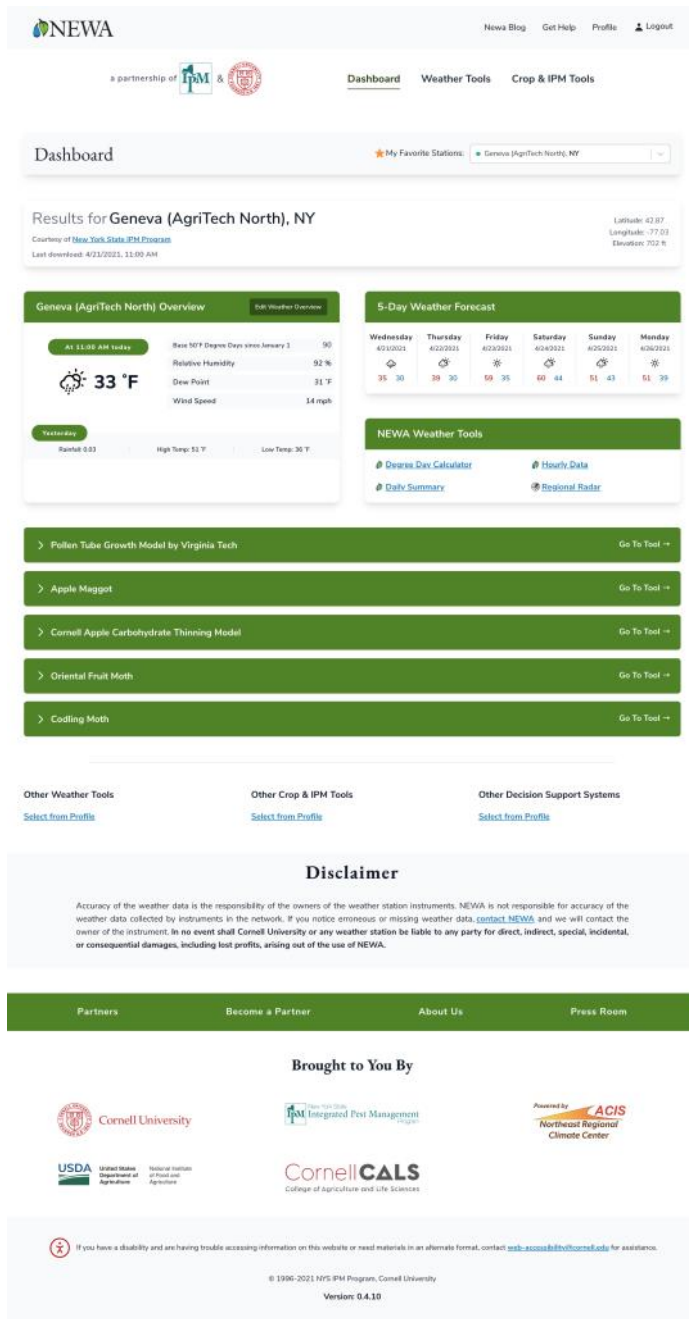 NEWA
Newa Blog Get Help Profile Logout
a partnership of IPM &
Dashboard Weather Tools Crop & IPM Tools
Dashboard
My Favorite Stations: Geneva (AgriTech North), NY
Results for Geneva (AgriTech North), NY
Courtesy of New York State IPM Program
Last download: 4/21/2021, 11:00 AM
Latitude: 42.87
Longitude: -77.03
Elevation: 702 ft
Geneva (AgriTech North) Overview
Edit Weather Overview
At 11:00 AM today
33 °F
Base 50°F Degree Days since January 1 90
Relative Humidity 92 %
Dew Point 31 °F
Wind Speed 14 mph
Yesterday
Rainfall: 0.03 High Temp: 51 °F Low Temp: 36 °F
5-Day Weather Forecast
Wednesday Thursday Friday Saturday Sunday Monday
4/21/2021 4/22/2021 4/23/2021 4/24/2021 4/25/2021 4/26/2021
35 30 39 30 59 35 60 44 51 43 51 39
NEWA Weather Tools
Degree Day Calculator Hourly Data
Daily Summary Regional Radar
Pollen Tube Growth Model by Virginia Tech Go To Tool →
Apple Maggot Go To Tool →
Cornell Apple Carbohydrate Thinning Model Go To Tool →
Oriental Fruit Moth Go To Tool →
Codling Moth Go To Tool →
Other Weather Tools Other Crop & IPM Tools Other Decision Support Systems
Select from Profile Select from Profile Select from Profile
Disclaimer
Accuracy of the weather data is the responsibility of the owners of the weather station instruments. NEWA is not responsible for accuracy of the
weather data collected by instruments in the network. If you notice erroneous or missing weather data, contact NEWA and we will contact the
owner of the instrument. In no event shall Cornell University or any weather station be liable to any party for direct, indirect, special, incidental,
or consequential damages, including lost profits, arising out of the use of NEWA.
Partners Become a Partner About Us Press Room
Brought to You By
Cornell University
New York State
IPM Integrated Pest Management
Program
Powered by ACIS
Northeast Regional
Climate Center
USDA
United States
Department of
Agriculture
National Institute
of Food and
Agriculture
CornellCALS
College of Agriculture and Life Sciences
If you have a disability and are having trouble accessing information on this website or need materials in an alternate format, contact web-accessibility@cornell.edu for assistance.
© 1996-2021 NYS IPM Program, Cornell University
Version: 0.4.10